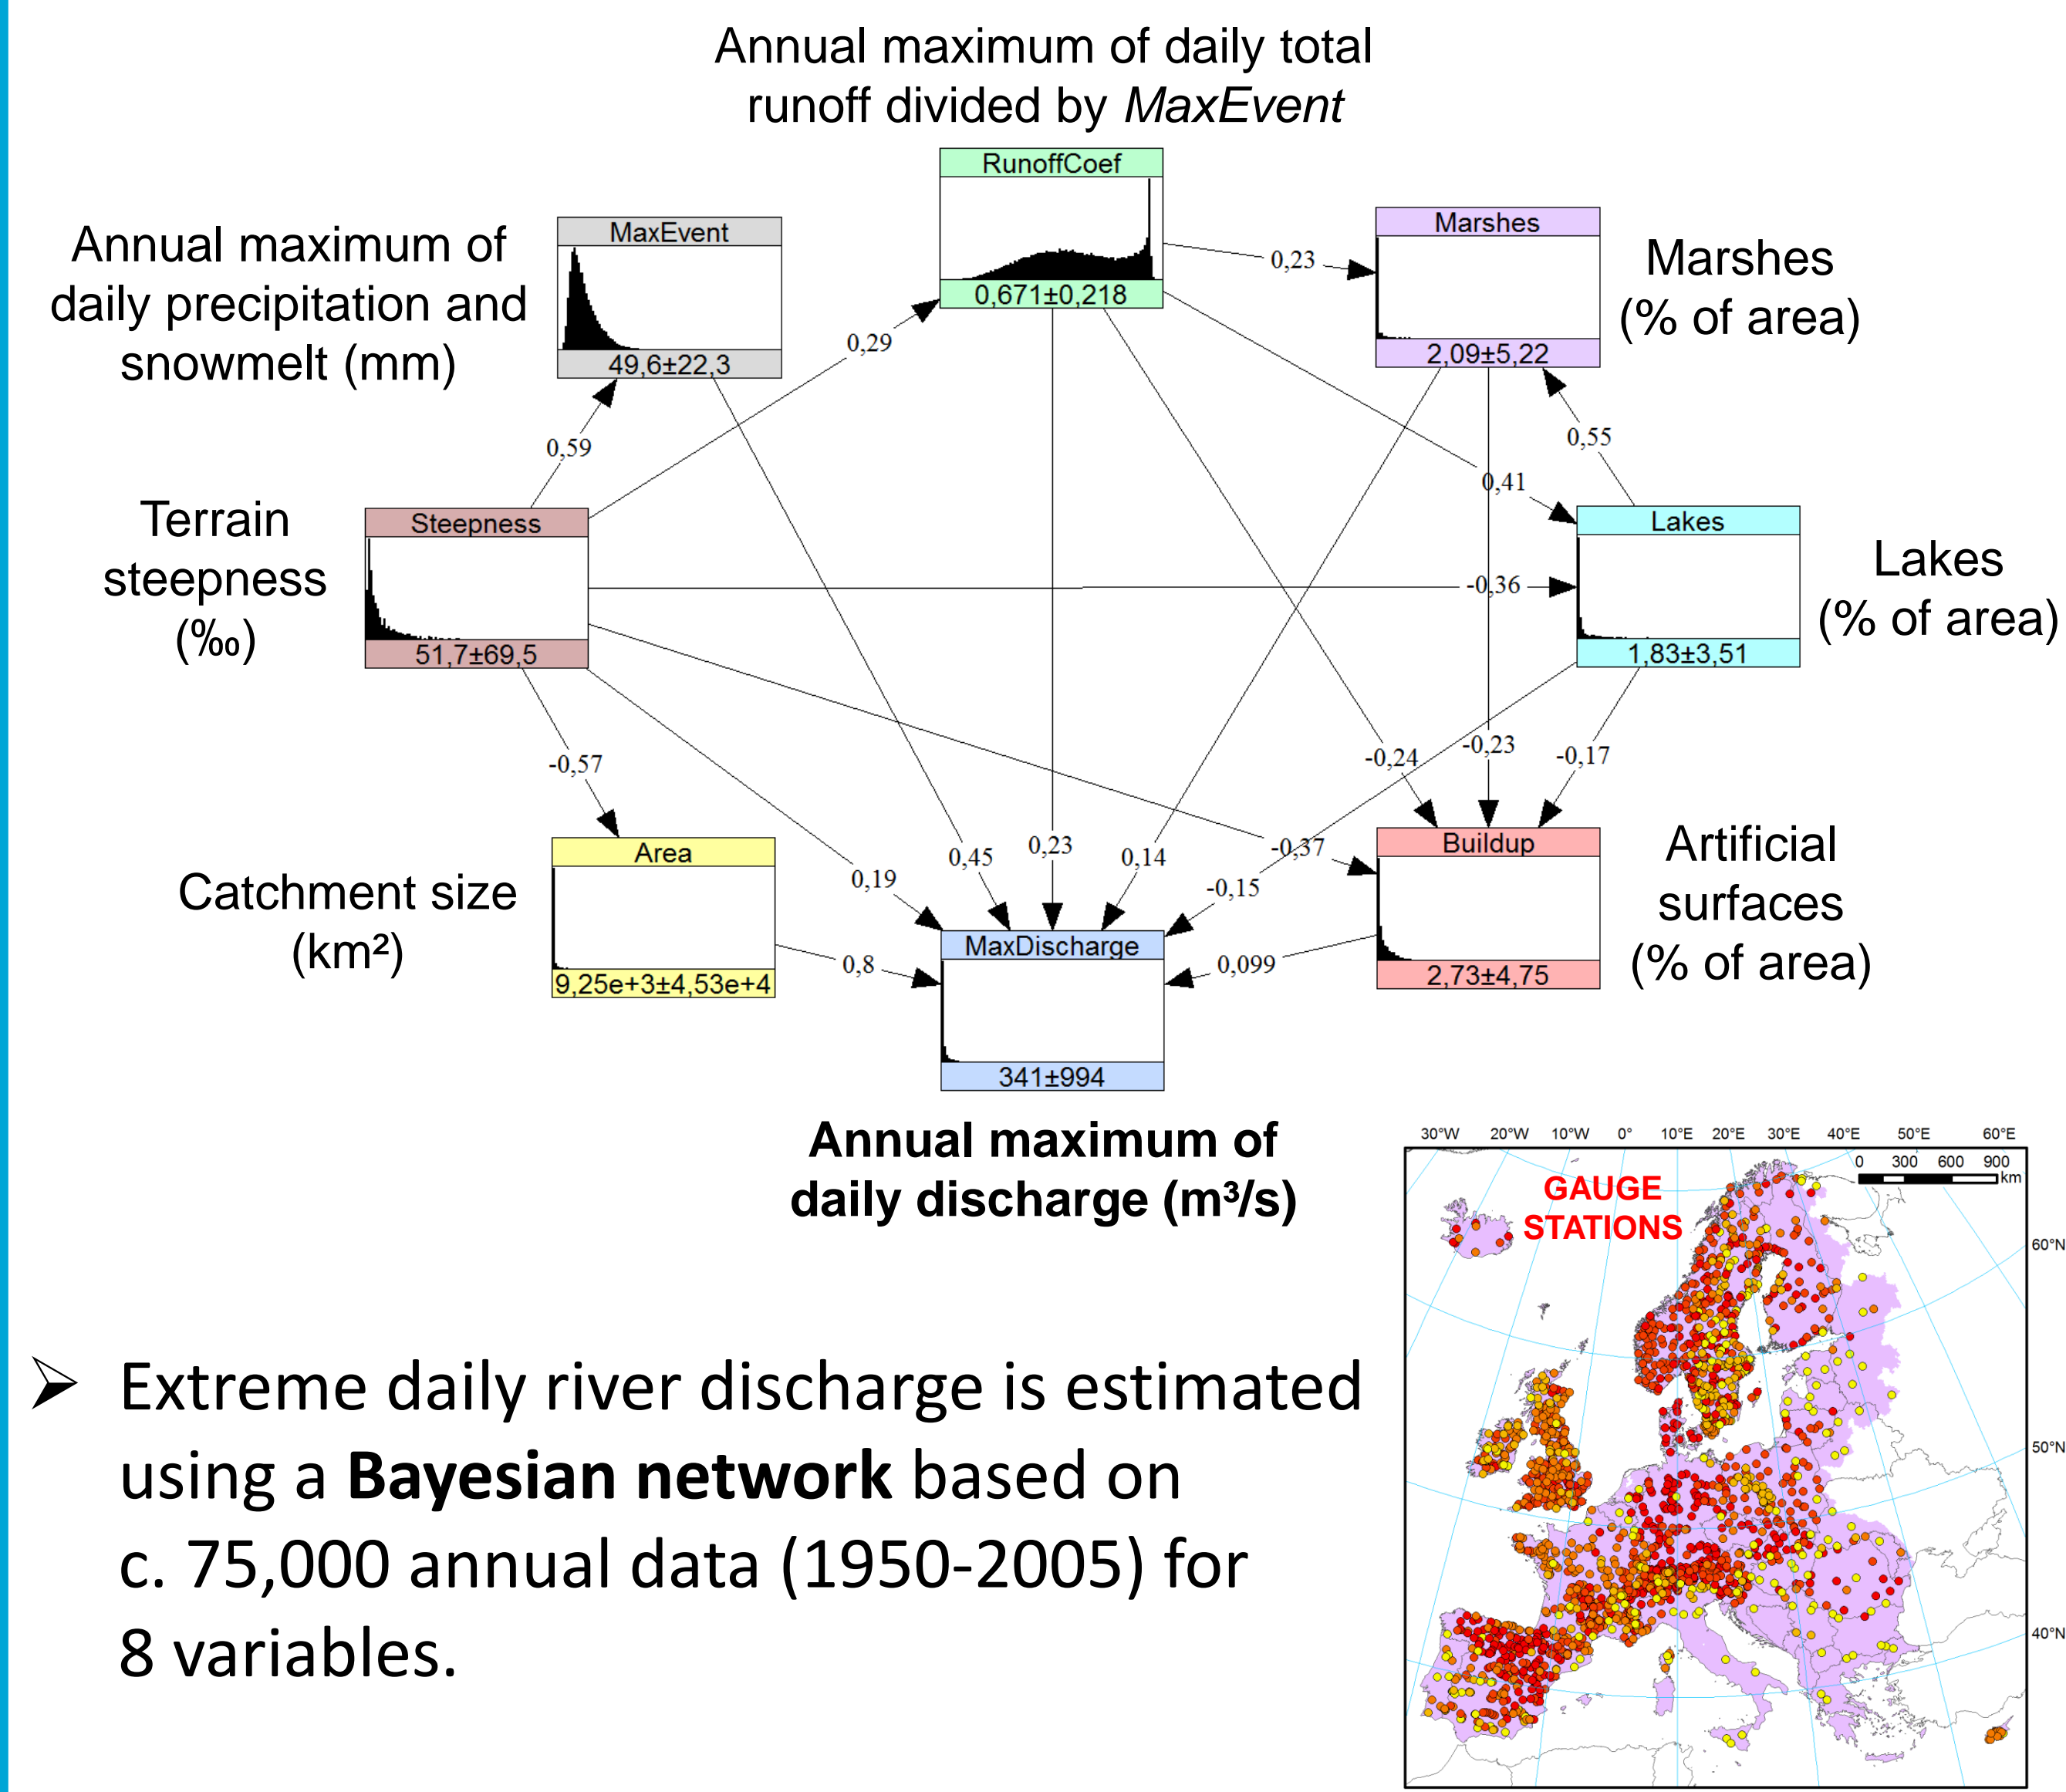 Annual maximum of daily total
runoff divided by MaxEvent
RunoffCoef
0,671±0,218
Annual maximum of
daily precipitation and
snowmelt (mm)
MaxEvent
49,6±22,3
Marshes
2,09±5,22
Marshes
(% of area)
0,23
0,29
0,59
0,55
0,41
Terrain
steepness
(‰)
Steepness
51,7±69,5
-0,36
Lakes
1,83±3,51
Lakes
(% of area)
-0,57
-0,24
-0,23
-0,17
0,19
0,45
0,23
0,14
-0,37
-0,15
Catchment size
(km²)
Area
9,25e+3±4,53e+4
0,8
MaxDischarge
341±994
0,099
Buildup
2,73±4,75
Artificial
surfaces
(% of area)
Annual maximum of
daily discharge (m³/s)
30°W 20°W 10°W 0° 10°E 20°E 30°E 40°E 50°E 60°E
0 300 600 900
km
GAUGE
STATIONS
60°N
50°N
40°N
➢ Extreme daily river discharge is estimated
using a Bayesian network based on
c. 75,000 annual data (1950-2005) for
8 variables.